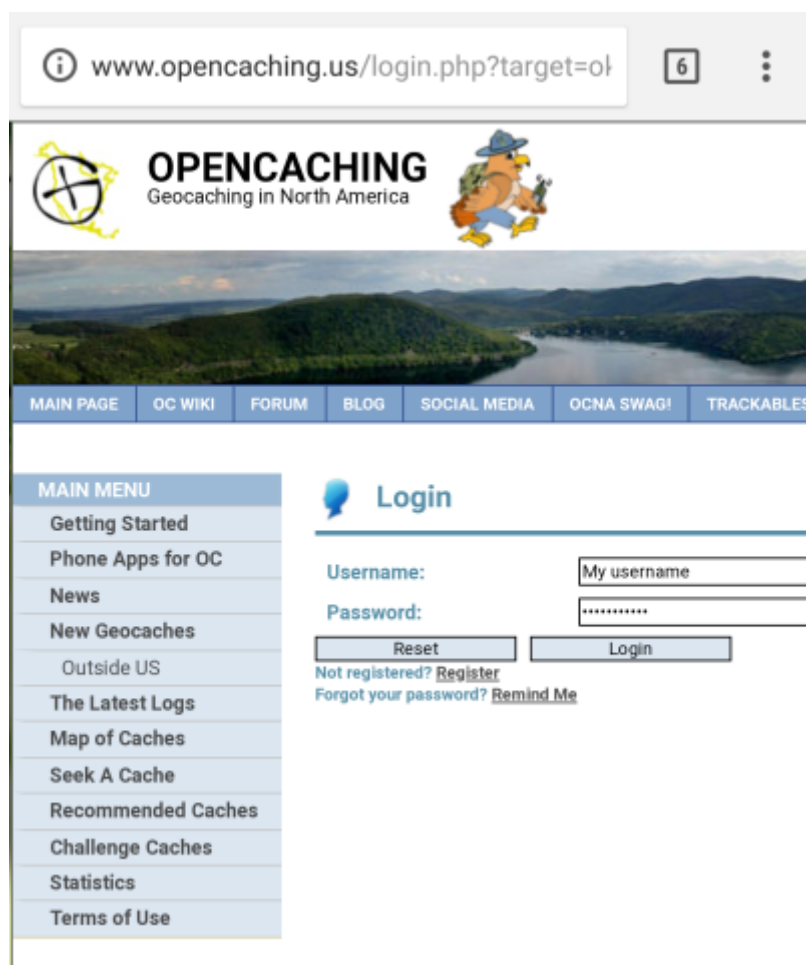 www.opencaching.us/login.php?target=ok
6
OPENCACHING
Geocaching in North America
MAIN PAGE OC WIKI FORUM BLOG SOCIAL MEDIA OCNA SWAG! TRACKABLES
MAIN MENU
Getting Started
Phone Apps for OC
News
New Geocaches
Outside US
The Latest Logs
Map of Caches
Seek A Cache
Recommended Caches
Challenge Caches
Statistics
Terms of Use
Login
Username: My username
Password: •••••••••••
Reset Login
Not registered? Register
Forgot your password? Remind Me